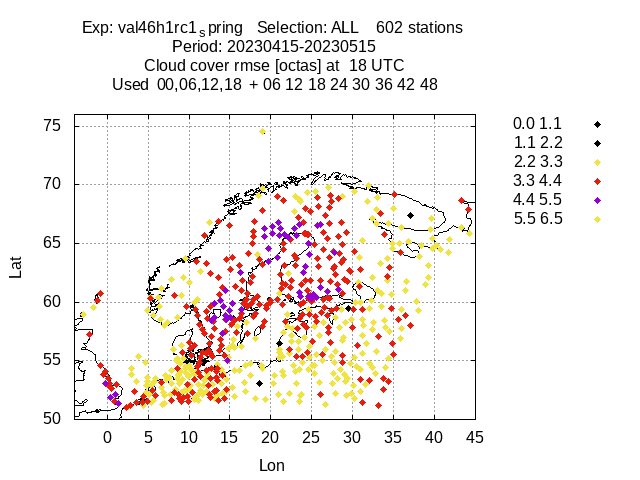 Exp: val46h1rc1spring Selection: ALL 602 stations
Period: 20230415-20230515
Cloud cover rmse [octas] at 18 UTC
Used 00,06,12,18 + 06 12 18 24 30 36 42 48
75
70
65
60
55
50
Lat
0 5 10 15 20 25 30 35 40 45
Lon
0.0 1.1
1.1 2.2
2.2 3.3
3.3 4.4
4.4 5.5
5.5 6.5